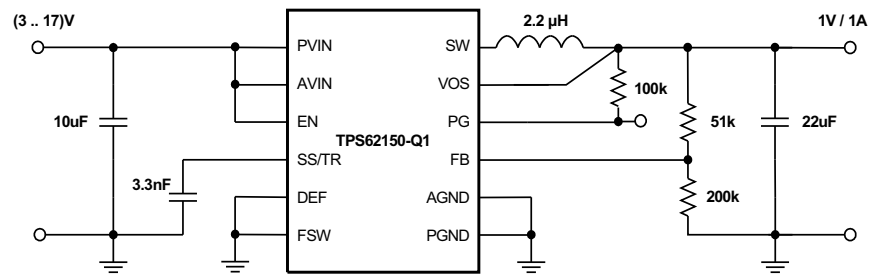 (3 .. 17)V
2.2 µH
1V / 1A
PVIN
SW
AVIN
VOS
100k
10uF
EN
PG
51k
22uF
TPS62150-Q1
SS/TR
FB
3.3nF
DEF
AGND
200k
FSW
PGND